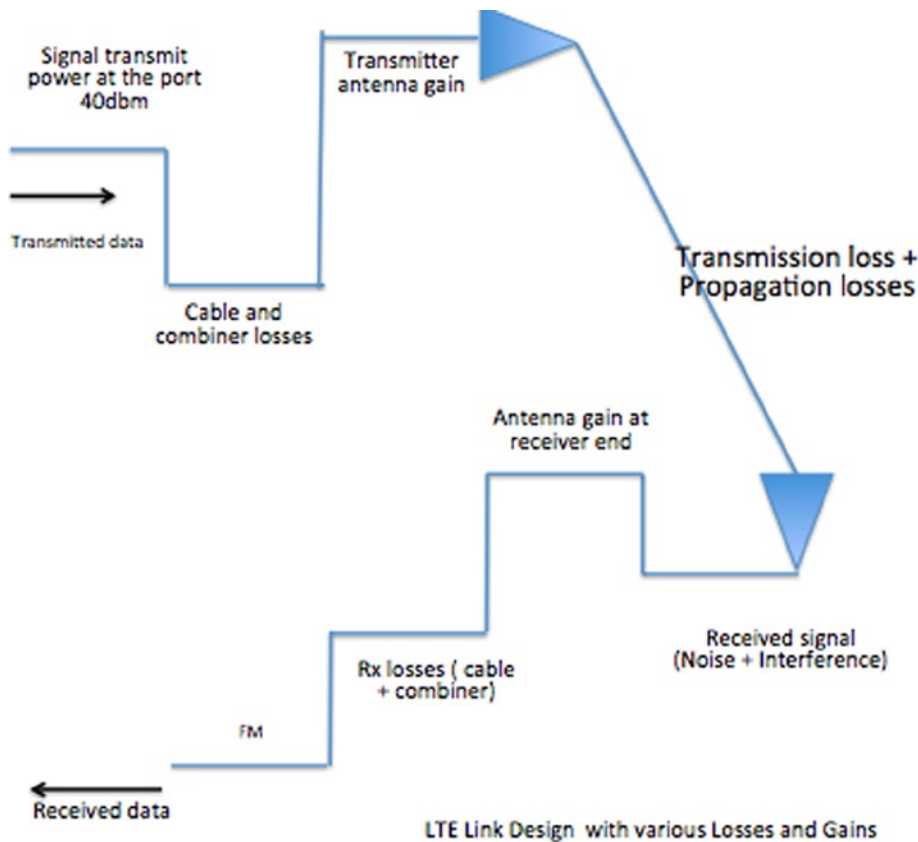 Signal transmit
power at the port
40dbm
Transmitter
antenna gain
Transmitted data
Cable and
combiner losses
Transmission loss +
Propagation losses
Antenna gain at
receiver end
Received signal
(Noise + Interference)
Rx losses ( cable
+ combiner)
FM
Received data
LTE Link Design with various Losses and Gains